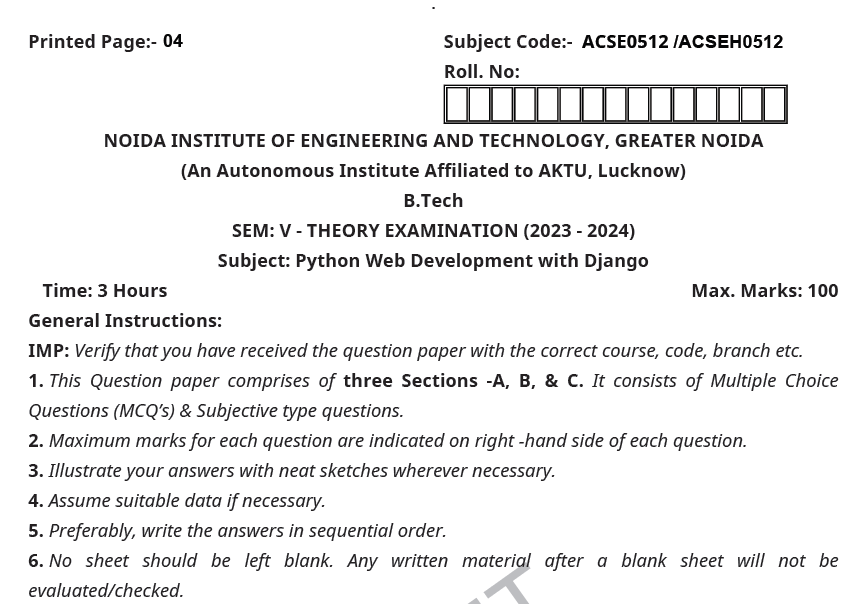 Printed Page:- 04
Subject Code:- ACSE0512 /ACSEH0512
Roll. No:
NOIDA INSTITUTE OF ENGINEERING AND TECHNOLOGY, GREATER NOIDA
(An Autonomous Institute Affiliated to AKTU, Lucknow)
B.Tech
SEM: V - THEORY EXAMINATION (2023 - 2024)
Subject: Python Web Development with Django
Time: 3 Hours
Max. Marks: 100
General Instructions:
IMP: Verify that you have received the question paper with the correct course, code, branch etc.
1. This Question paper comprises of three Sections -A, B, & C. It consists of Multiple Choice
Questions (MCQ's) & Subjective type questions.
2. Maximum marks for each question are indicated on right -hand side of each question.
3. Illustrate your answers with neat sketches wherever necessary.
4. Assume suitable data if necessary.
5. Preferably, write the answers in sequential order.
6. No sheet should be left blank. Any written material after a blank sheet will not be
evaluated/checked.